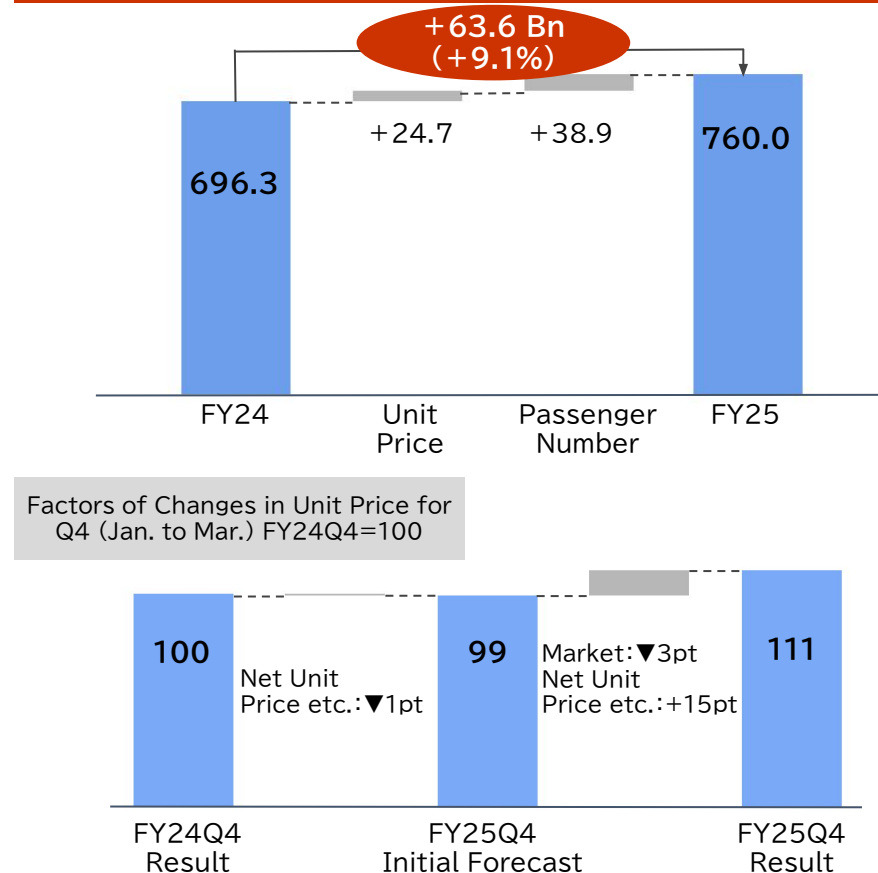 +63.6 Bn
(+9.1%)
+24.7
+38.9
760.0
696.3
FY24
Unit
Price
Passenger
Number
FY25
Factors of Changes in Unit Price for
Q4 (Jan. to Mar.) FY24Q4=100
100
Net Unit
Price etc.:▼1pt
99
Market:▼3pt
Net Unit
Price etc.:+15pt
111
FY24Q4
Result
FY25Q4
Initial Forecast
FY25Q4
Result